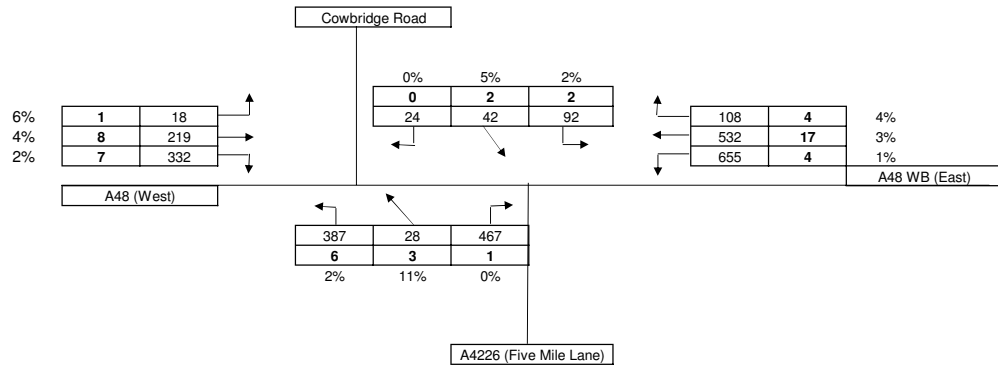 Cowbridge Road
0% 5% 2%
0 2 2
24 42 92
6% 1 18
4% 8 219
2% 7 332
108 4 4%
532 17 3%
655 4 1%
A48 WB (East)
A48 (West)
387 28 467
6 3 1
2% 11% 0%
A4226 (Five Mile Lane)